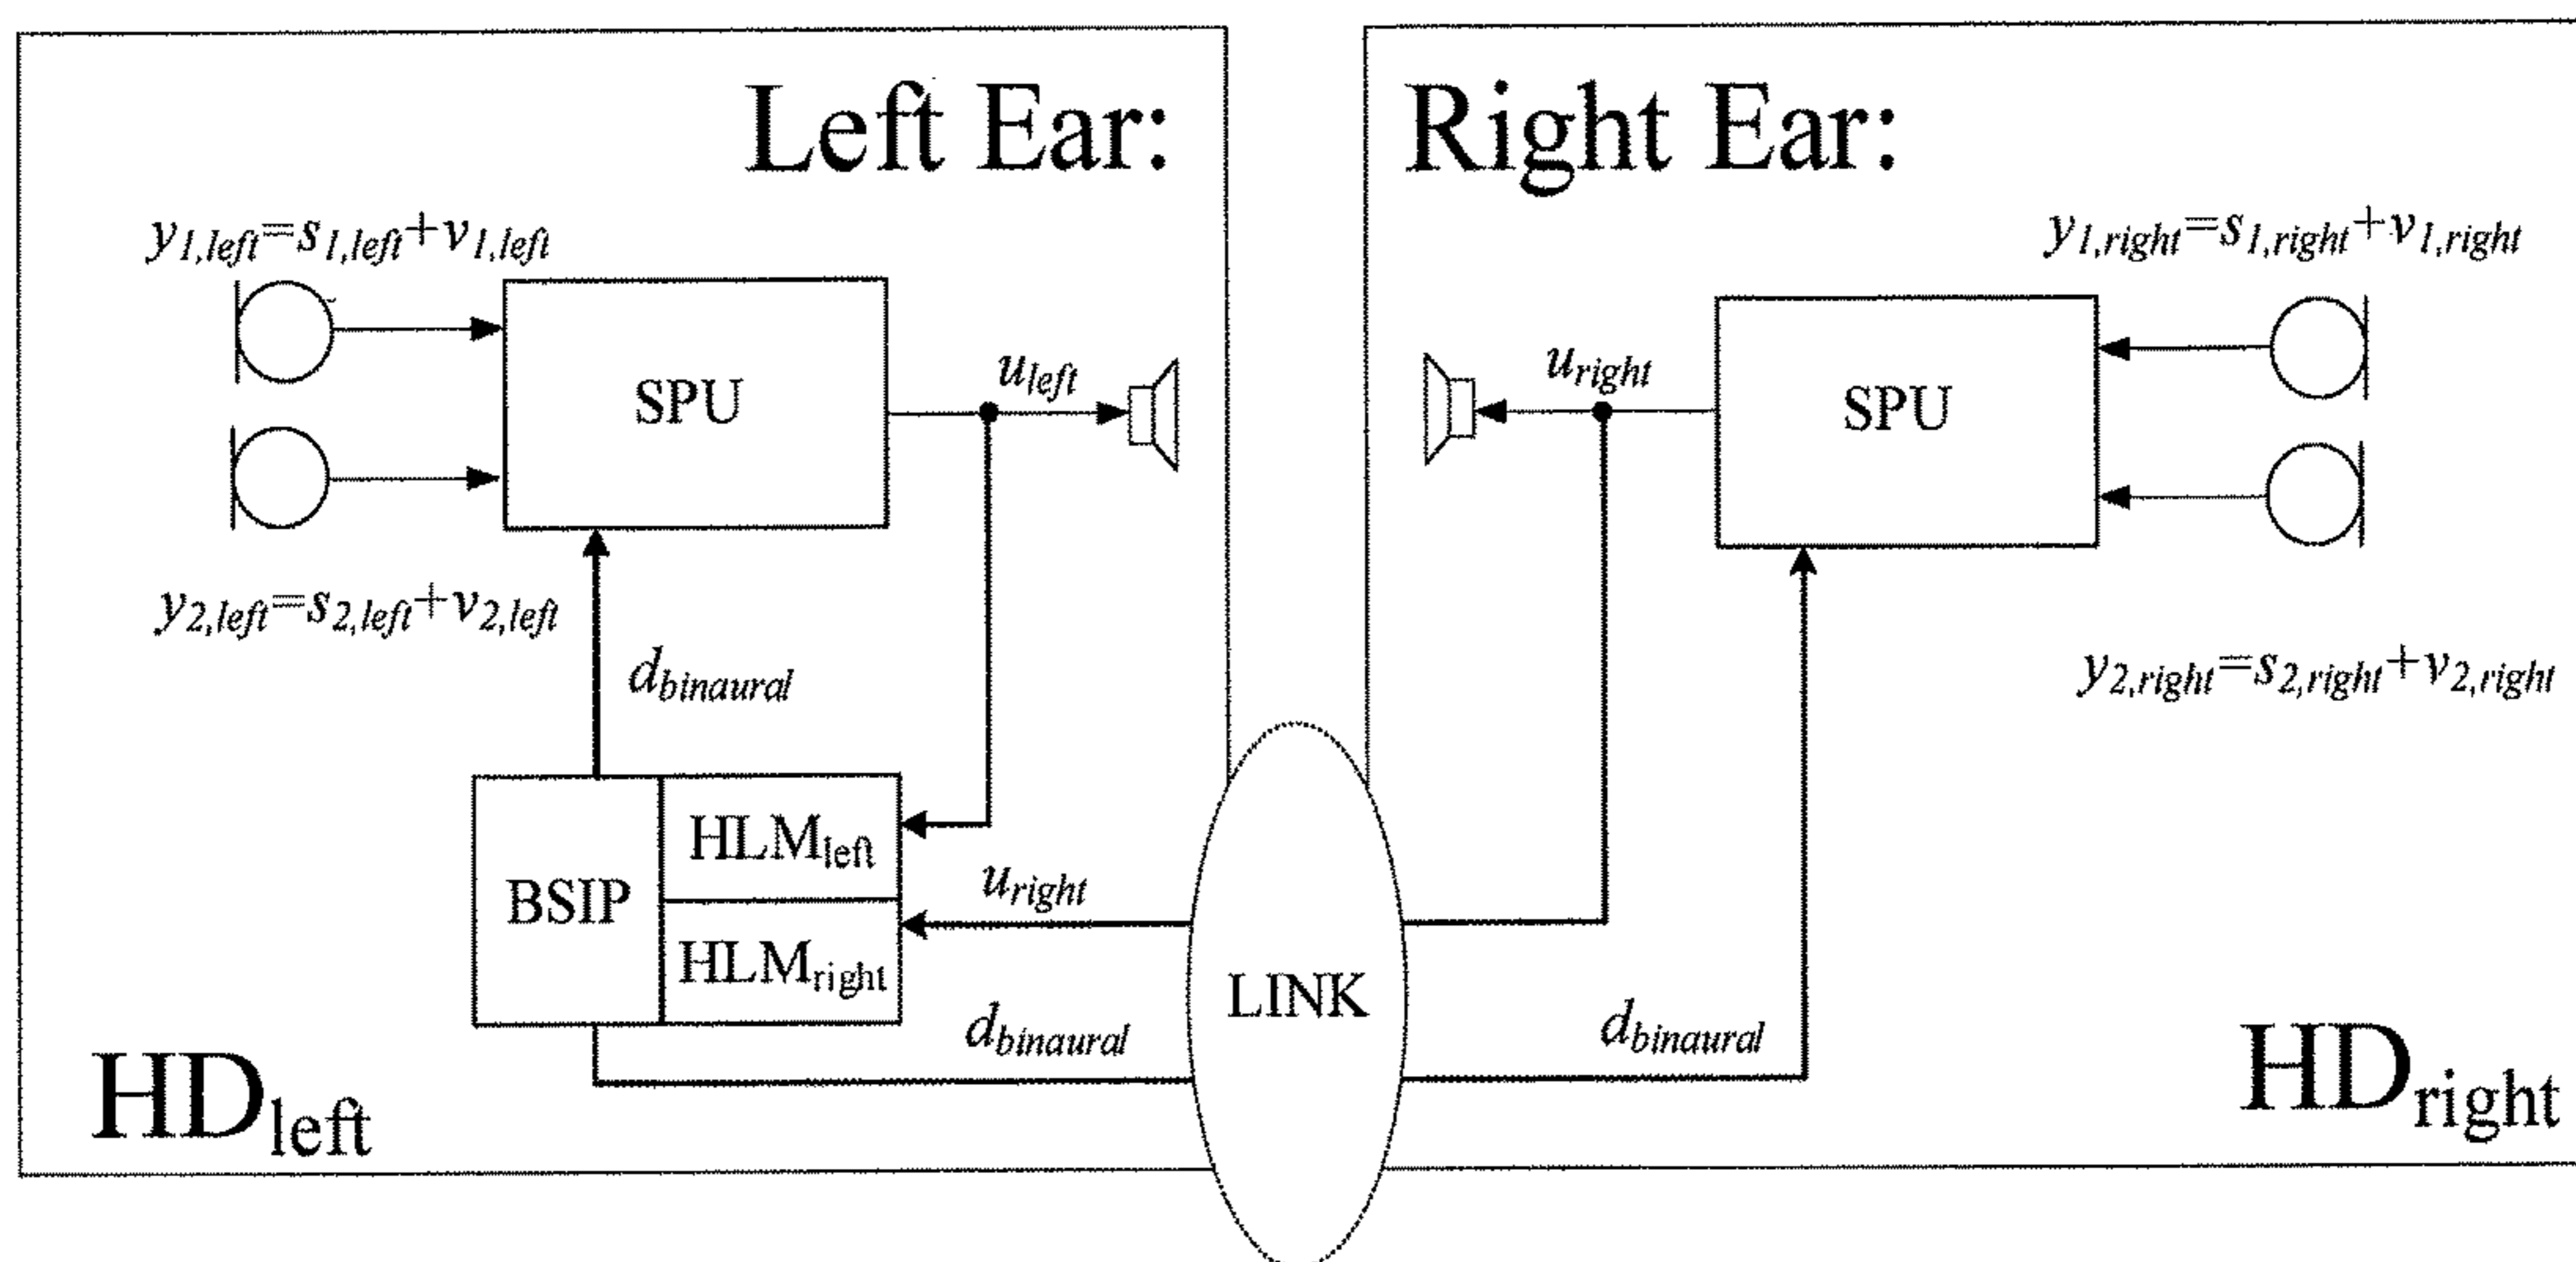 Left Ear:
Right Ear:
y1,left=s1,left+v1,left
y1,right=s1,right+v1,right
SPU
uleft
uright
SPU
y2,left=s2,left+v2,left
dbinaural
y2,right=s2,right+v2,right
BSIP
HLMleft
HLMright
uright
LINK
dbinaural
dbinaural
HDleft
HDright